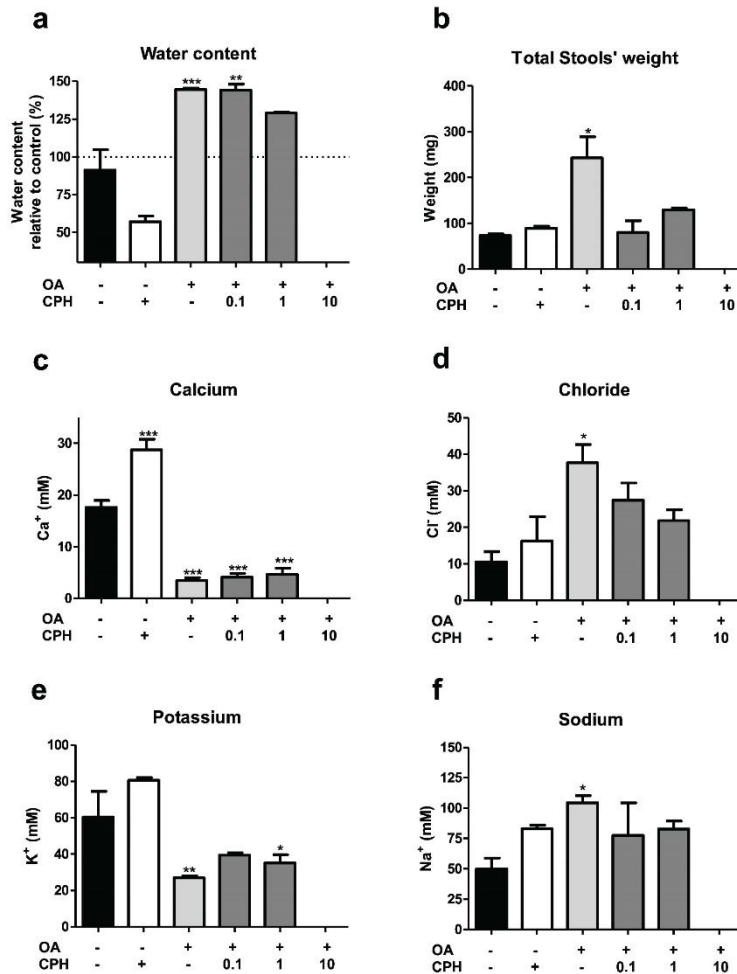 a
Water content
Water content
relative to control (%)
150
125
100
75
50
*** **
OA - - + + + +
CPH - + - 0.1 1 10
b
Total Stools' weight
Weight (mg)
400
300
200
100
0
*
OA - - + + + +
CPH - + - 0.1 1 10
c
Calcium
Ca⁺ (mM)
30
20
10
0
*** *** *** ***
OA - - + + + +
CPH - + - 0.1 1 10
d
Chloride
Cl⁻ (mM)
50
40
30
20
10
0
*
OA - - + + + +
CPH - + - 0.1 1 10
e
Potassium
K⁺ (mM)
100
80
60
40
20
0
** *
OA - - + + + +
CPH - + - 0.1 1 10
f
Sodium
Na⁺ (mM)
150
125
100
75
50
25
0
*
OA - - + + + +
CPH - + - 0.1 1 10